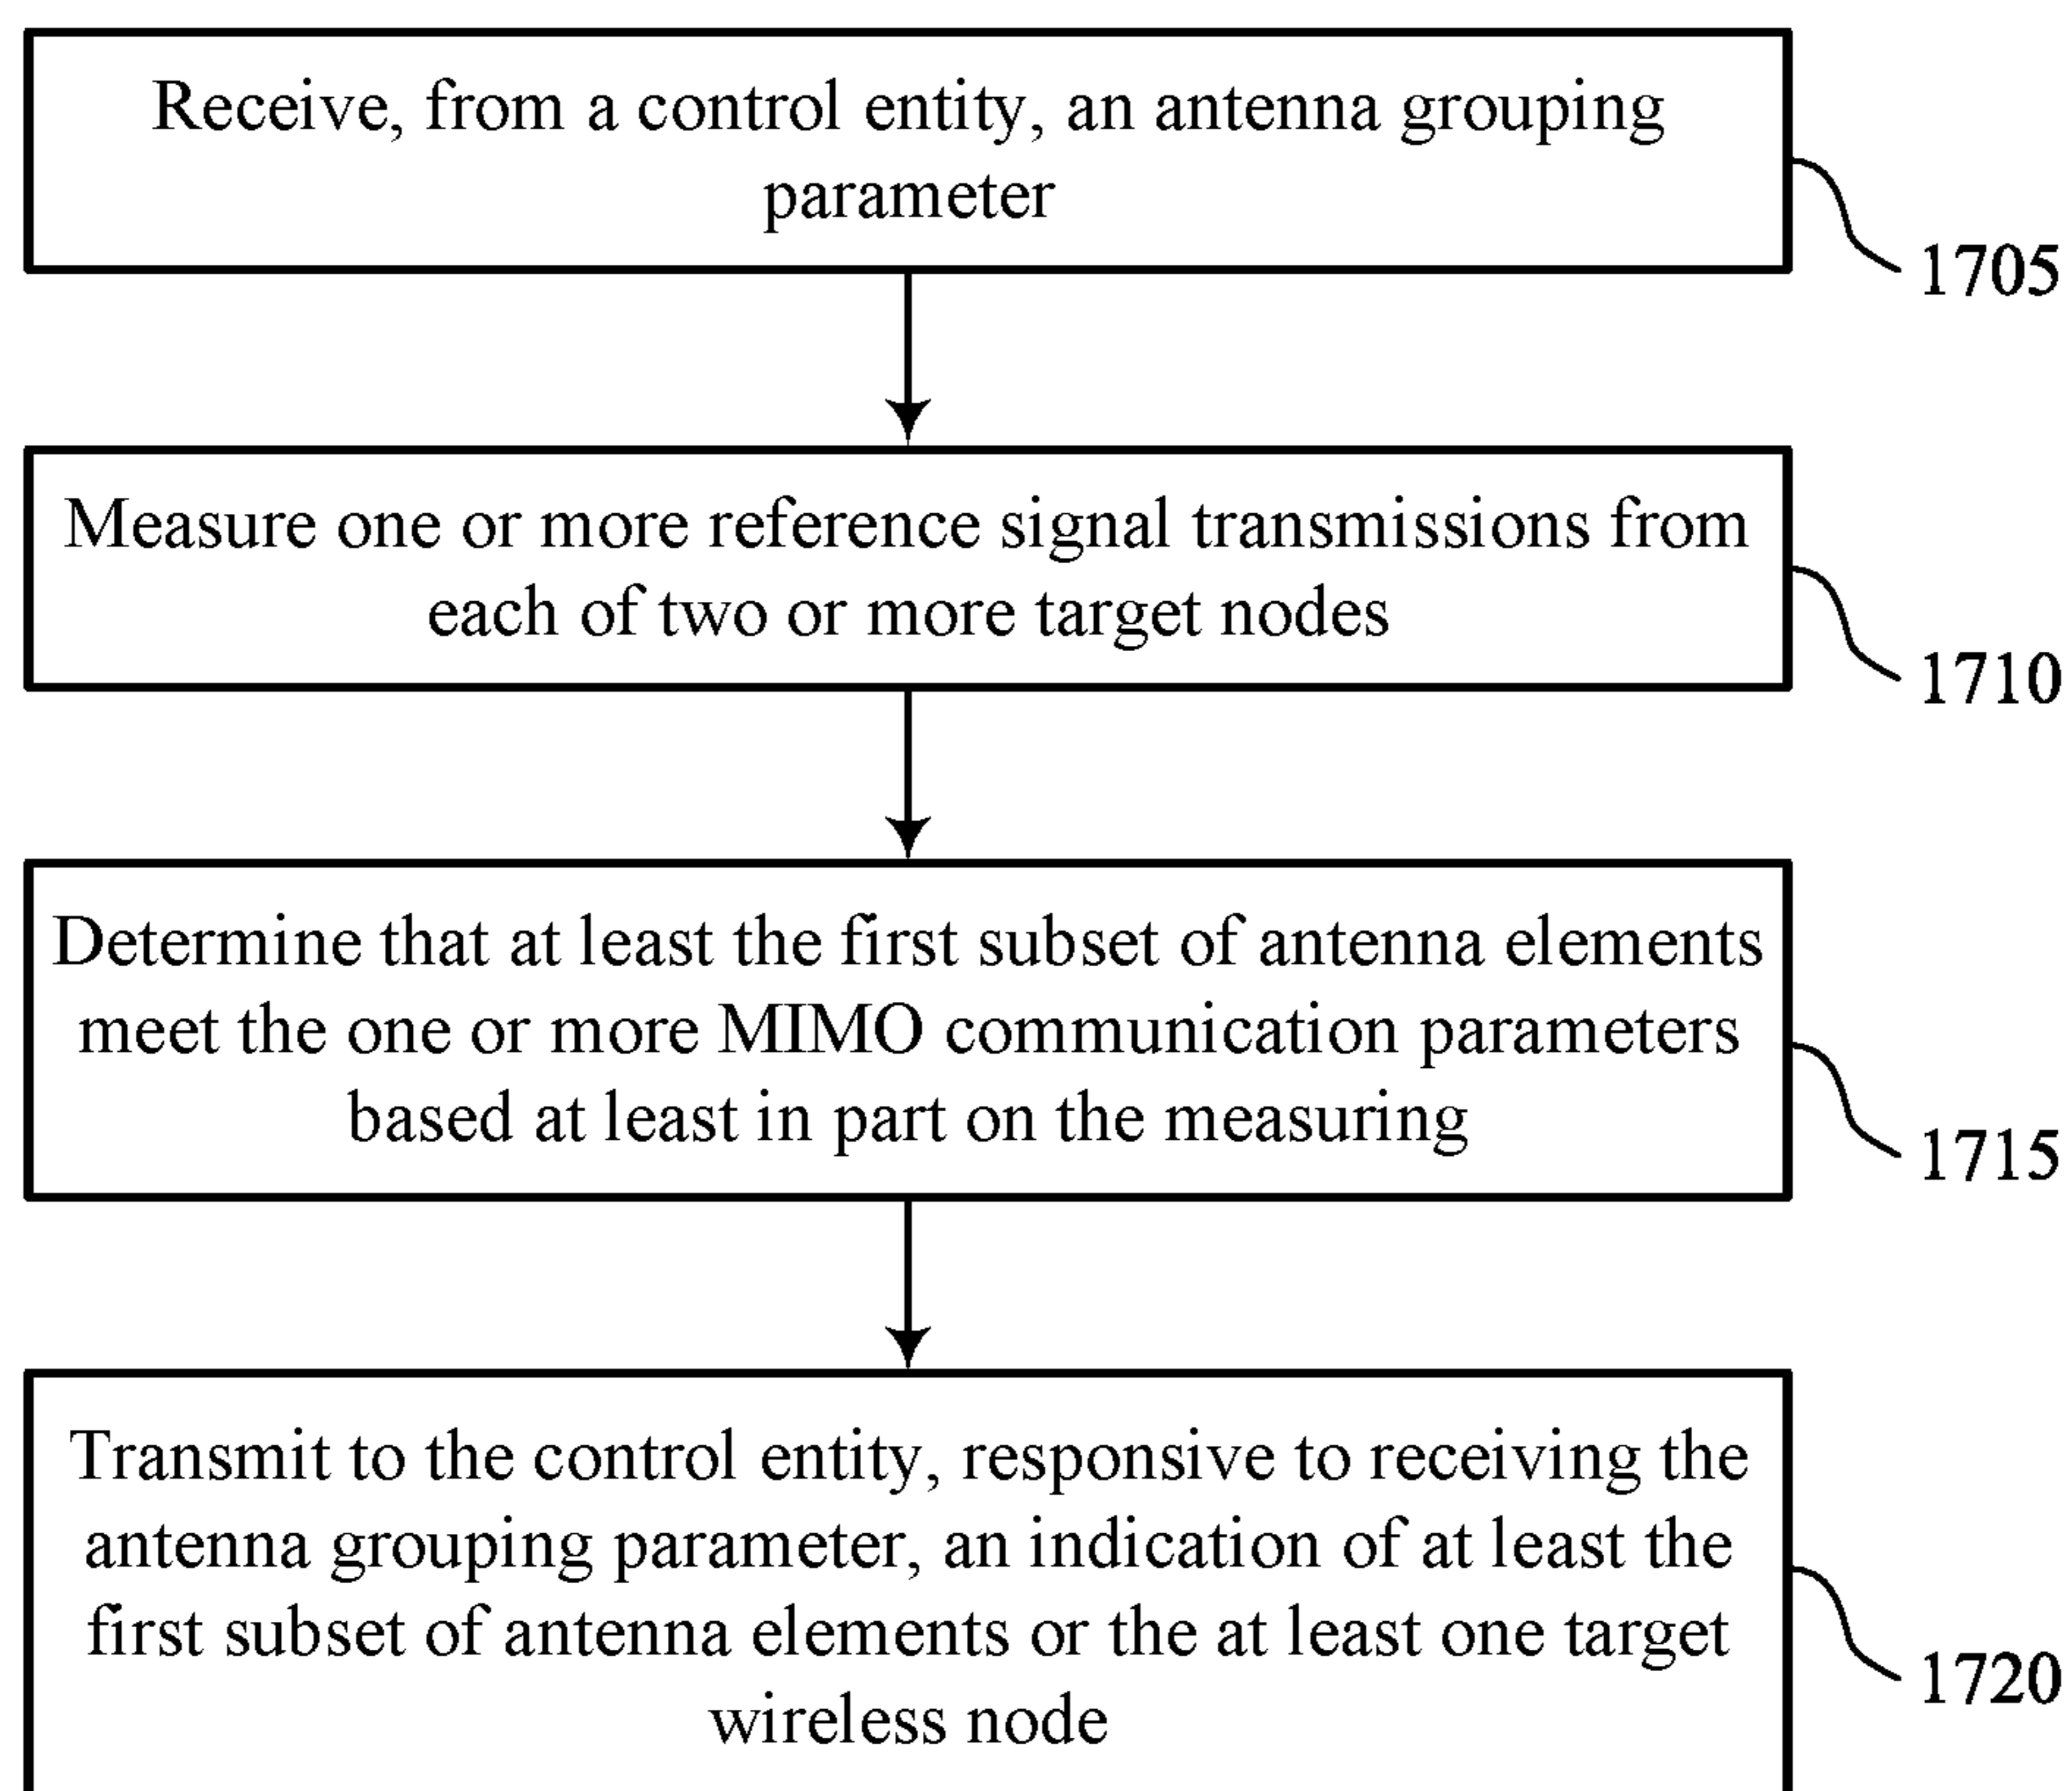 Receive, from a control entity, an antenna grouping
parameter
1705
Measure one or more reference signal transmissions from
each of two or more target nodes
1710
Determine that at least the first subset of antenna elements
meet the one or more MIMO communication parameters
based at least in part on the measuring
1715
Transmit to the control entity, responsive to receiving the
antenna grouping parameter, an indication of at least the
first subset of antenna elements or the at least one target
wireless node
1720